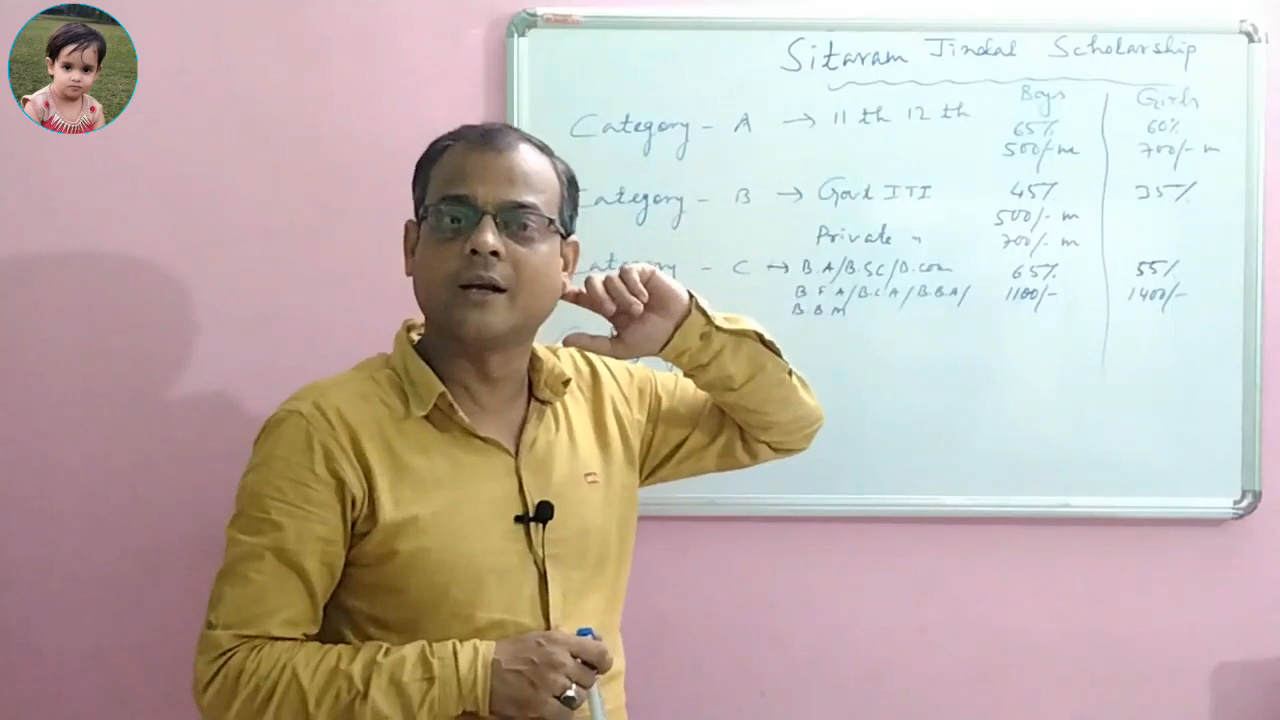 Sitaram Jindal Scholarship
Boys Girls
Category - A → 11 th 12 th 65% 60%
500/- m 700/- m
Category - B → Govt ITI 45% 35%
500/- m
Private " 700/- m
Category - C → B.A/B.SC/B.com 65% 55%
B F A/B.C A/B.B.A/ 1100/- 1400/-
B.B M